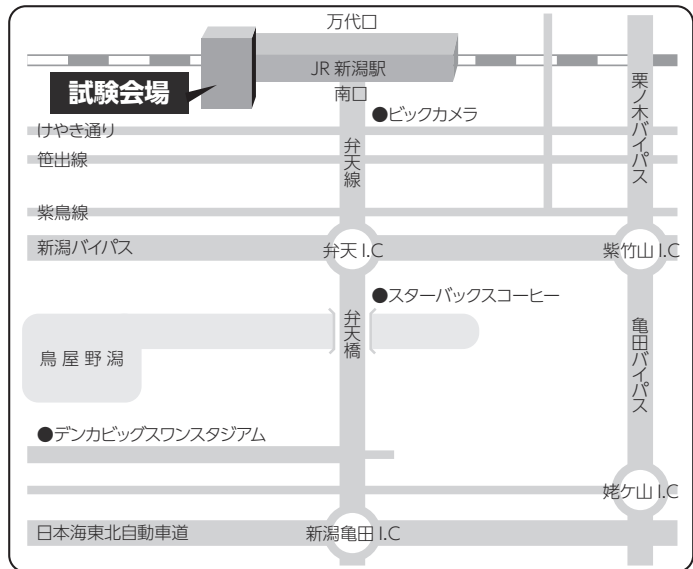 万代口
JR 新潟駅
試験会場
南口
●ビックカメラ
けやき通り
笹出線
弁天線
栗ノ木バイパス
紫鳥線
新潟バイパス
弁天 I.C
紫竹山 I.C
●スターバックスコーヒー
弁天橋
亀田バイパス
鳥屋野潟
●デンカビッグスワンスタジアム
姥ケ山 I.C
日本海東北自動車道
新潟亀田 I.C